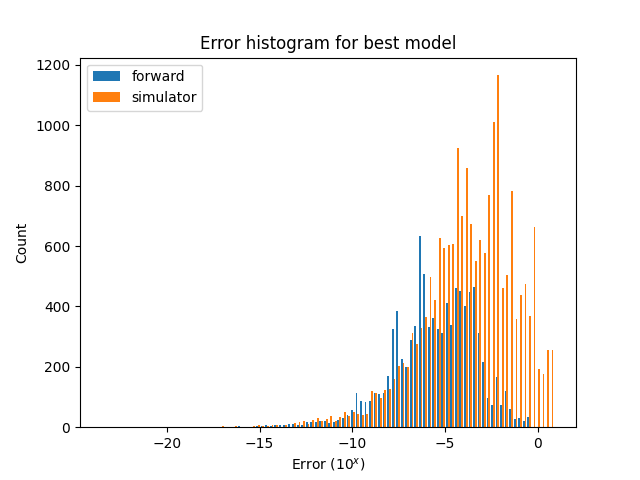 Error histogram for best model
forward
simulator
1200
1000
800
600
400
200
0
Count
−20 −15 −10 −5 0
Error (10^x)